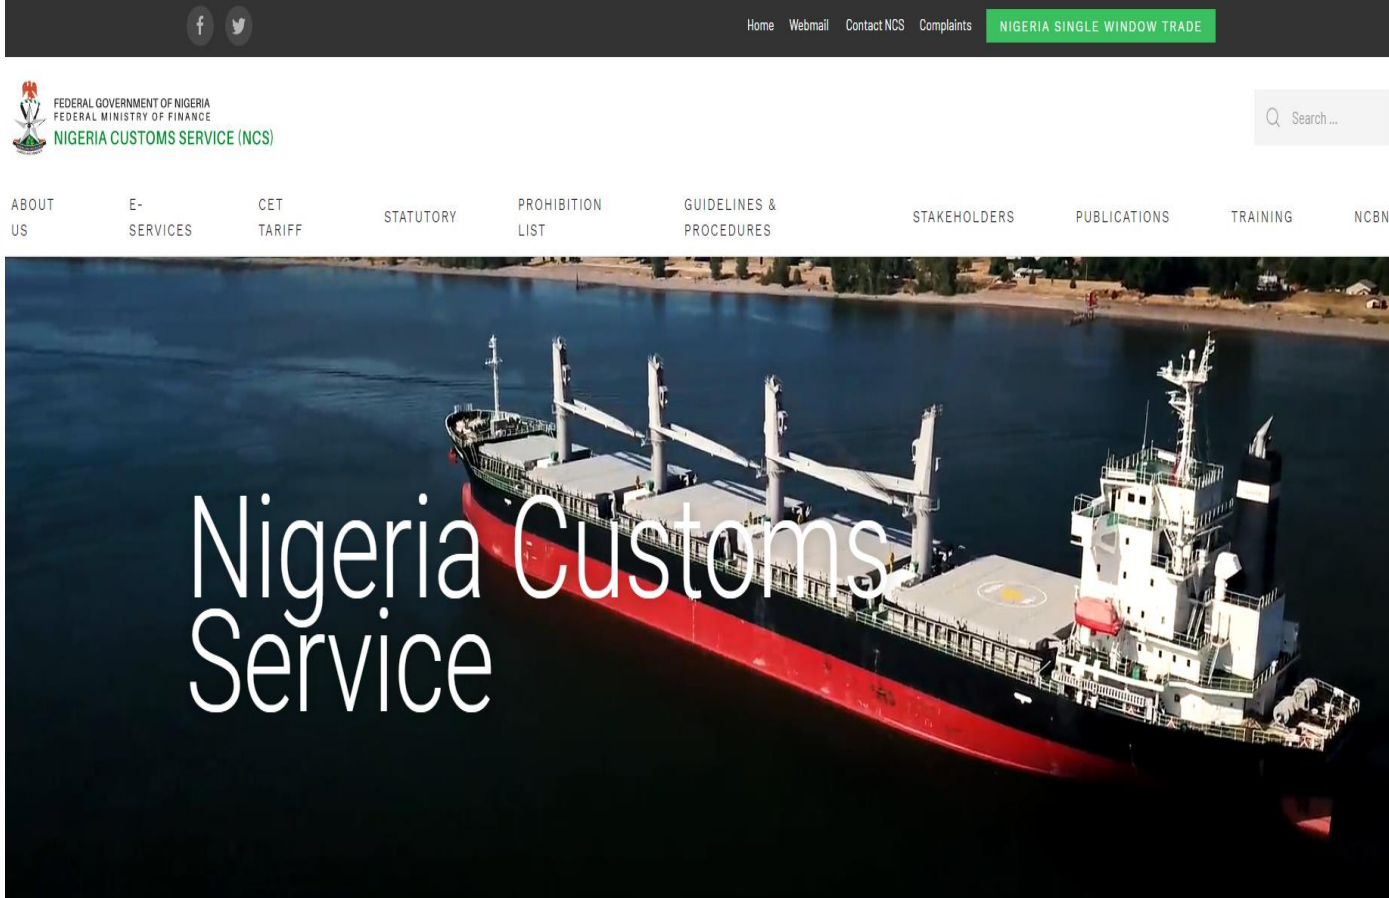 Home Webmail Contact NCS Complaints NIGERIA SINGLE WINDOW TRADE
FEDERAL GOVERNMENT OF NIGERIA
FEDERAL MINISTRY OF FINANCE
NIGERIA CUSTOMS SERVICE (NCS)
Search ...
ABOUT US
E-SERVICES
CET TARIFF
STATUTORY
PROHIBITION LIST
GUIDELINES & PROCEDURES
STAKEHOLDERS
PUBLICATIONS
TRAINING
NCBN
Nigeria Customs
Service